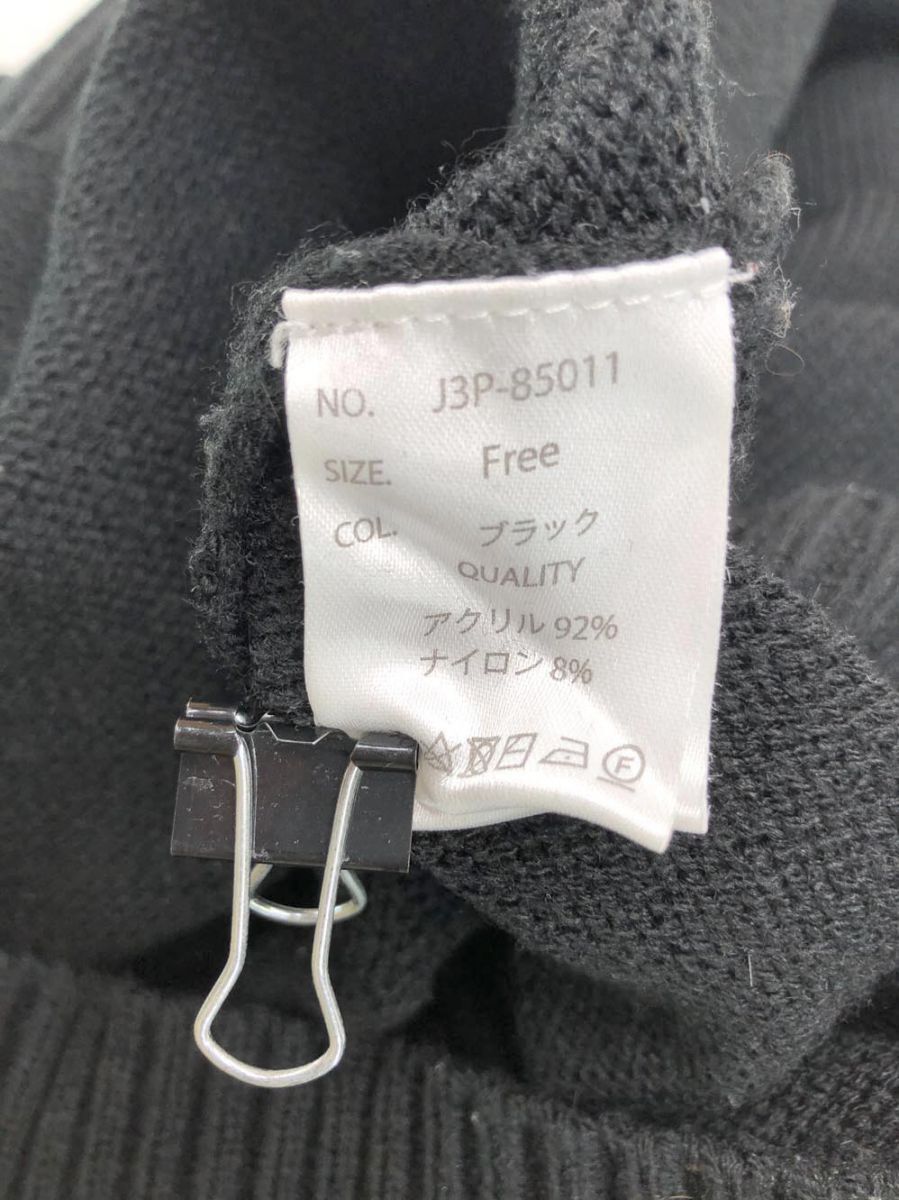 NO. J3P-85011
SIZE. Free
COL. ブラック
QUALITY
アクリル 92%
ナイロン 8%
F